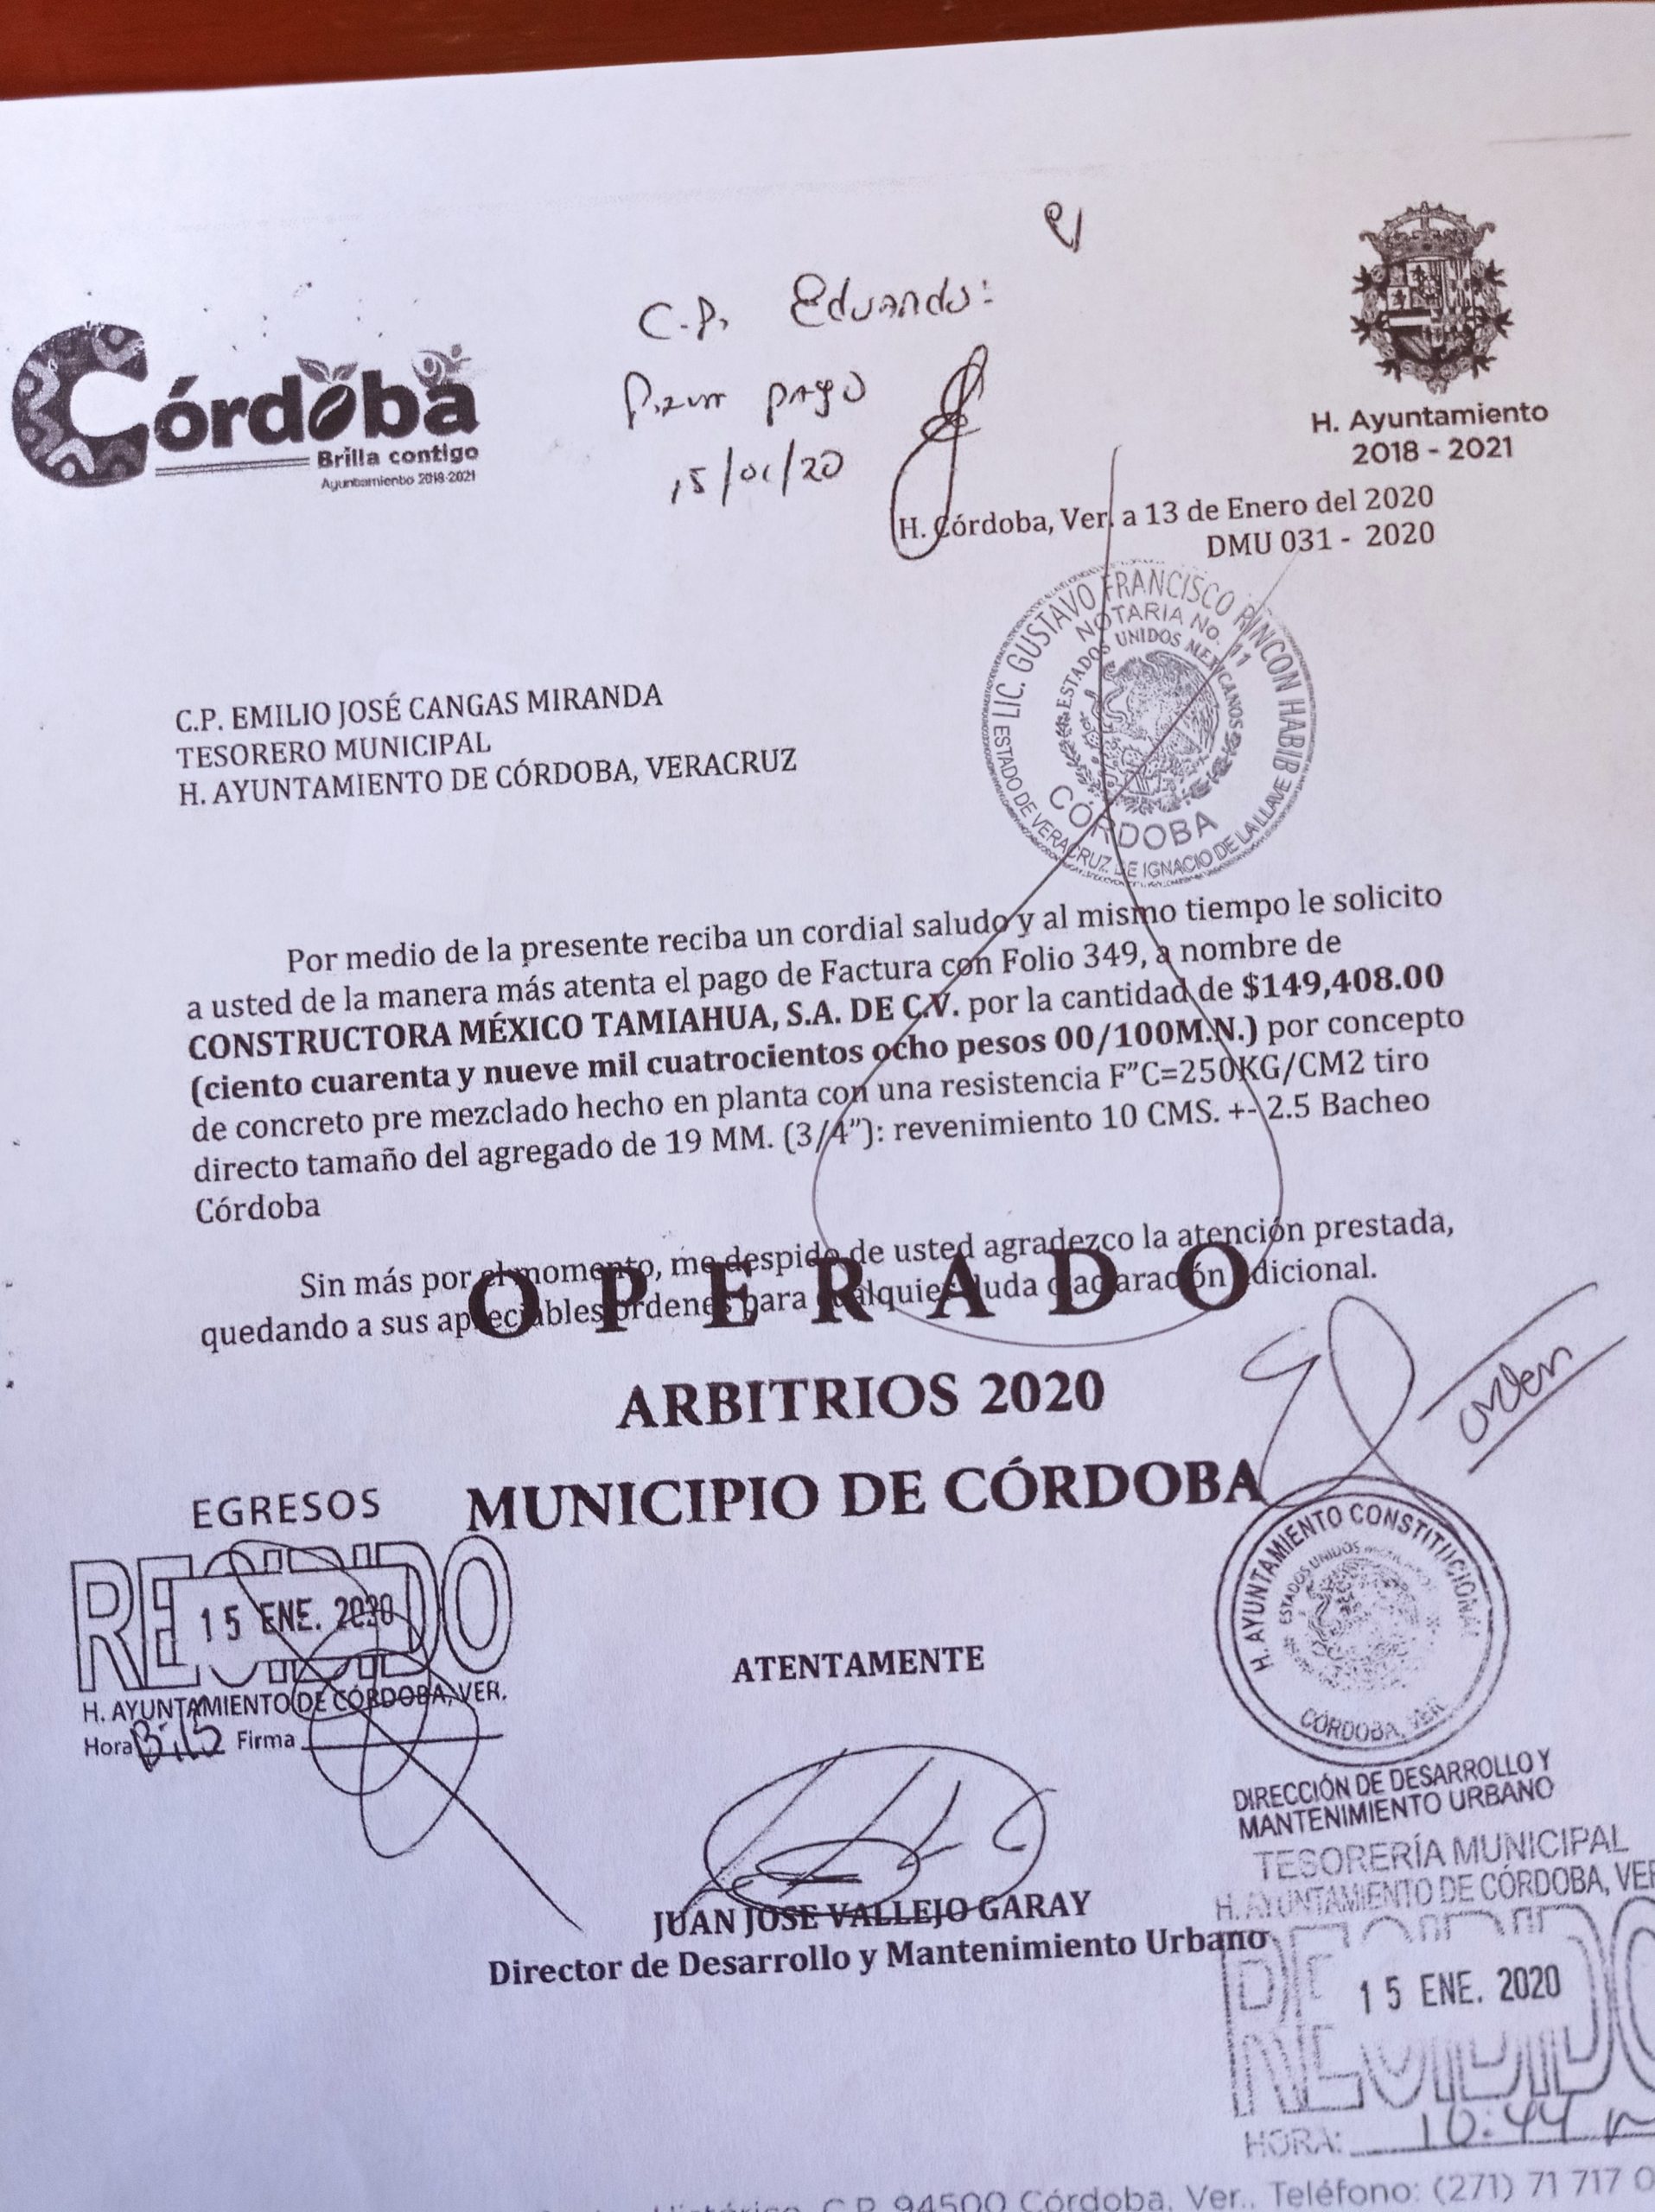 C.P. Eduardo:
Para pago
15/01/20
Córdoba
Brilla contigo
Ayuntamiento 2018-2021
H. Ayuntamiento
2018 - 2021
H. Córdoba, Ver. a 13 de Enero del 2020
DMU 031 - 2020
LIC. GUSTAVO FRANCISCO RINCON HABIB
NOTARIA No. 11
ESTADOS UNIDOS MEXICANOS
CÓRDOBA
ESTADO DE VERACRUZ DE IGNACIO DE LA LLAVE
C.P. EMILIO JOSÉ CANGAS MIRANDA
TESORERO MUNICIPAL
H. AYUNTAMIENTO DE CÓRDOBA, VERACRUZ
Por medio de la presente reciba un cordial saludo y al mismo tiempo le solicito
a usted de la manera más atenta el pago de Factura con Folio 349, a nombre de
CONSTRUCTORA MÉXICO TAMIAHUA, S.A. DE C.V. por la cantidad de $149,408.00
(ciento cuarenta y nueve mil cuatrocientos ocho pesos 00/100M.N.) por concepto
de concreto pre mezclado hecho en planta con una resistencia F”C=250KG/CM2 tiro
directo tamaño del agregado de 19 MM. (3/4”): revenimiento 10 CMS. +- 2.5 Bacheo
Córdoba
Sin más por el momento, me despido de usted agradezco la atención prestada,
quedando a sus apreciables ordenes para cualquier duda o aclaración adicional.
OPERADO
ARBITRIOS 2020
MUNICIPIO DE CÓRDOBA
orden
EGRESOS
RECIBIDO
15 ENE. 2020
H. AYUNTAMIENTO DE CÓRDOBA, VER.
Hora Firma
H. AYUNTAMIENTO CONSTITUCIONAL
ESTADOS UNIDOS MEXICANOS
CÓRDOBA, VER.
DIRECCIÓN DE DESARROLLO Y
MANTENIMIENTO URBANO
ATENTAMENTE
JUAN JOSE VALLEJO GARAY
Director de Desarrollo y Mantenimiento Urbano
TESORERÍA MUNICIPAL
H. AYUNTAMIENTO DE CÓRDOBA, VER
RECIBIDO
15 ENE. 2020
HORA: 10:44
C.P. 94500 Córdoba, Ver., Teléfono: (271) 71 717 0